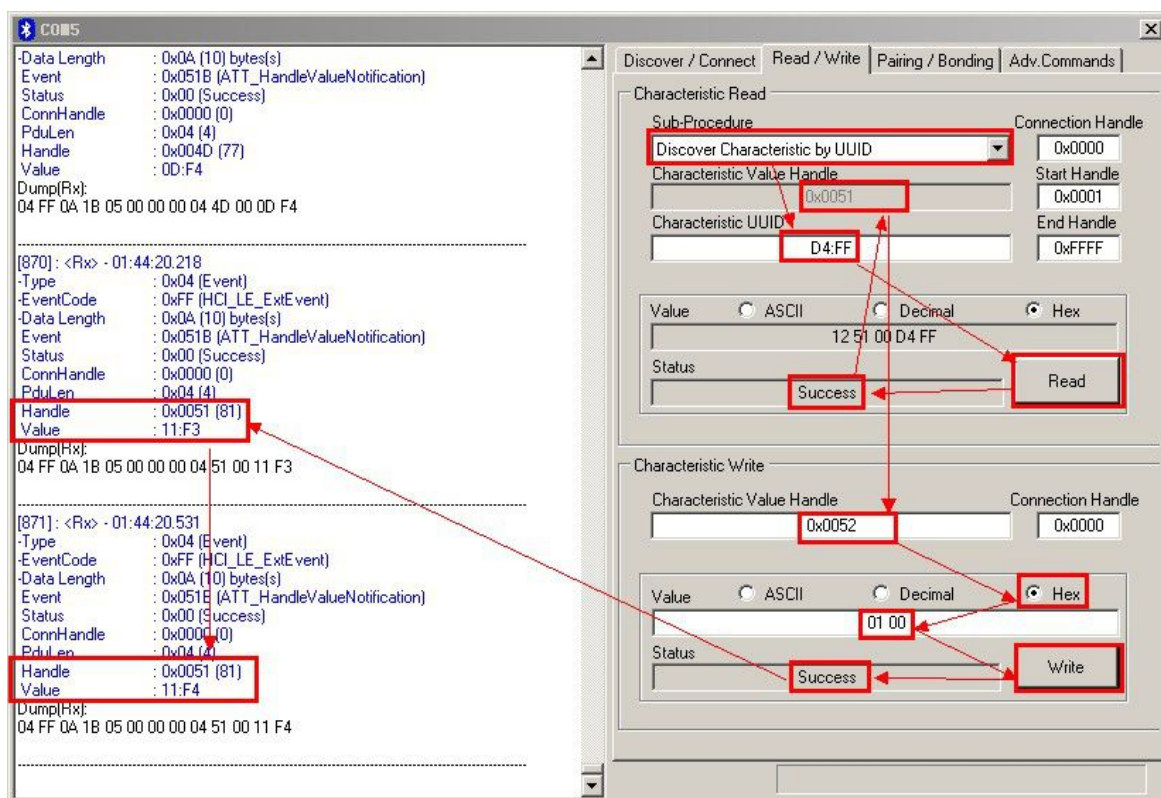 COM5
-Data Length : 0x0A (10) bytes(s)
Event : 0x051B (ATT_HandleValueNotification)
Status : 0x00 (Success)
ConnHandle : 0x0000 (0)
PduLen : 0x04 (4)
Handle : 0x004D (77)
Value : 0D:F4
Dump(Rx):
04 FF 0A 1B 05 00 00 00 04 4D 00 0D F4
[870] : <Rx> - 01:44:20.218
-Type : 0x04 (Event)
-EventCode : 0xFF (HCI_LE_ExtEvent)
-Data Length : 0x0A (10) bytes(s)
Event : 0x051B (ATT_HandleValueNotification)
Status : 0x00 (Success)
ConnHandle : 0x0000 (0)
PduLen : 0x04 (4)
Handle : 0x0051 (81)
Value : 11:F3
Dump(Rx):
04 FF 0A 1B 05 00 00 00 04 51 00 11 F3
[871] : <Rx> - 01:44:20.531
-Type : 0x04 (Event)
-EventCode : 0xFF (HCI_LE_ExtEvent)
-Data Length : 0x0A (10) bytes(s)
Event : 0x051B (ATT_HandleValueNotification)
Status : 0x00 (Success)
ConnHandle : 0x0000 (0)
PduLen : 0x04 (4)
Handle : 0x0051 (81)
Value : 11:F4
Dump(Rx):
04 FF 0A 1B 05 00 00 00 04 51 00 11 F4
Discover / Connect Read / Write Pairing / Bonding Adv.Commands
Characteristic Read
Sub-Procedure Connection Handle
Discover Characteristic by UUID 0x0000
Characteristic Value Handle Start Handle
0x0051 0x0001
Characteristic UUID End Handle
D4:FF 0xFFFF
Value ASCII Decimal Hex
12 51 00 D4 FF
Status
Success Read
Characteristic Write
Characteristic Value Handle Connection Handle
0x0052 0x0000
Value ASCII Decimal Hex
01 00
Status
Success Write